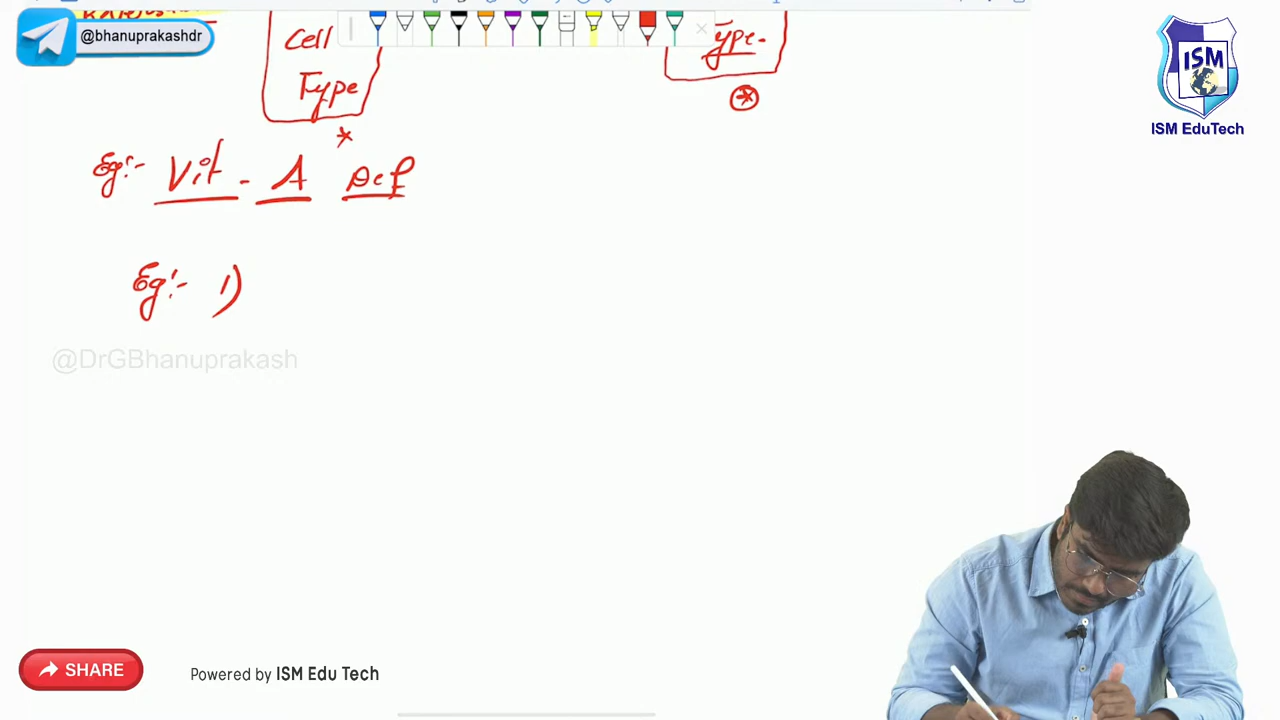 @bhanuprakashdr
Cell
Type
*
ype.
*
ISM
ISM EduTech
Eg:- Vit - A Def
Eg:- 1)
@DrGBhanuprakash
SHARE
Powered by ISM Edu Tech